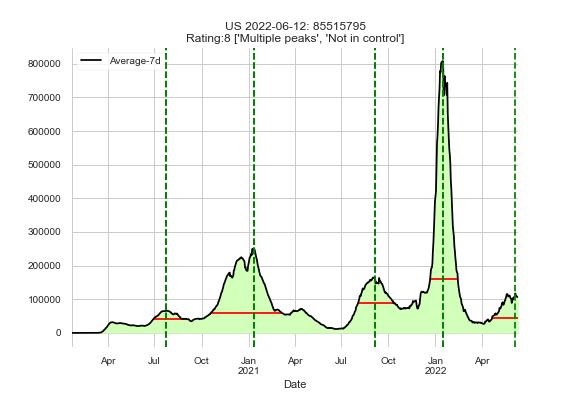 US 2022-06-12: 85515795
Rating:8 ['Multiple peaks', 'Not in control']
Average-7d
800000
700000
600000
500000
400000
300000
200000
100000
0
Apr Jul Oct Jan Apr Jul Oct Jan Apr
2021 2022
Date